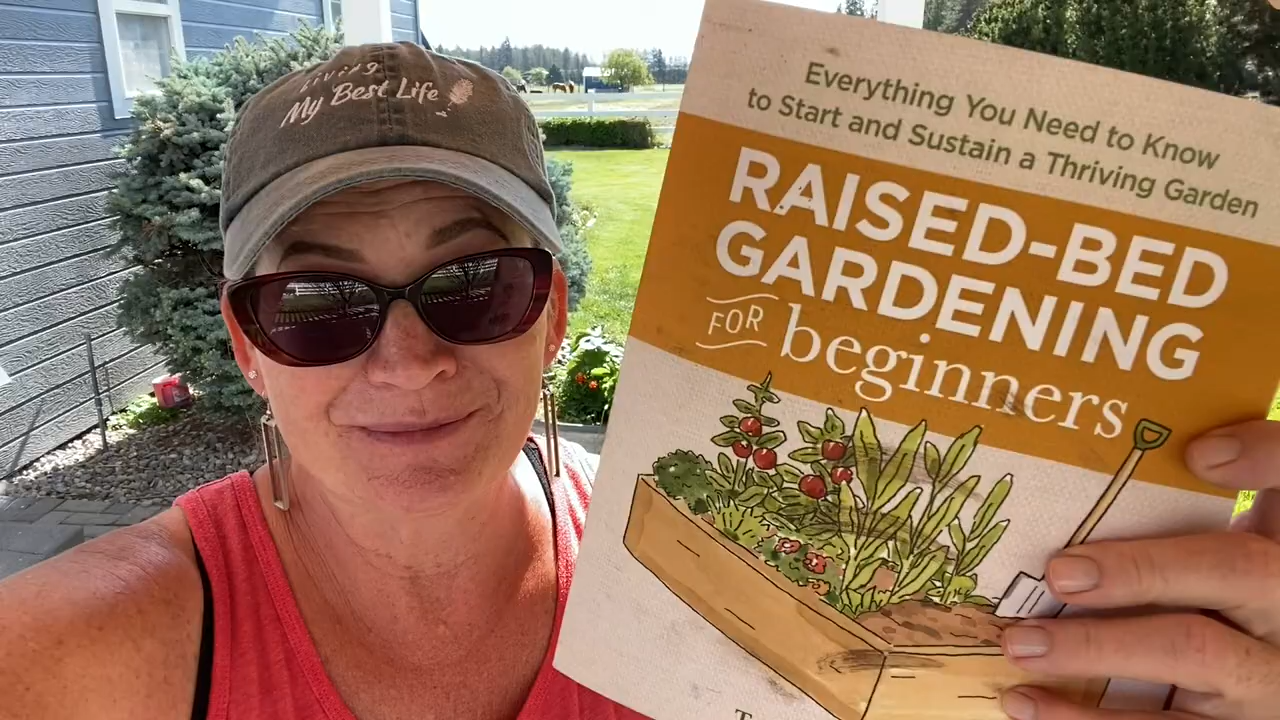 Living
My Best Life
Everything You Need to Know
to Start and Sustain a Thriving Garden
RAISED-BED
GARDENING
FOR beginners